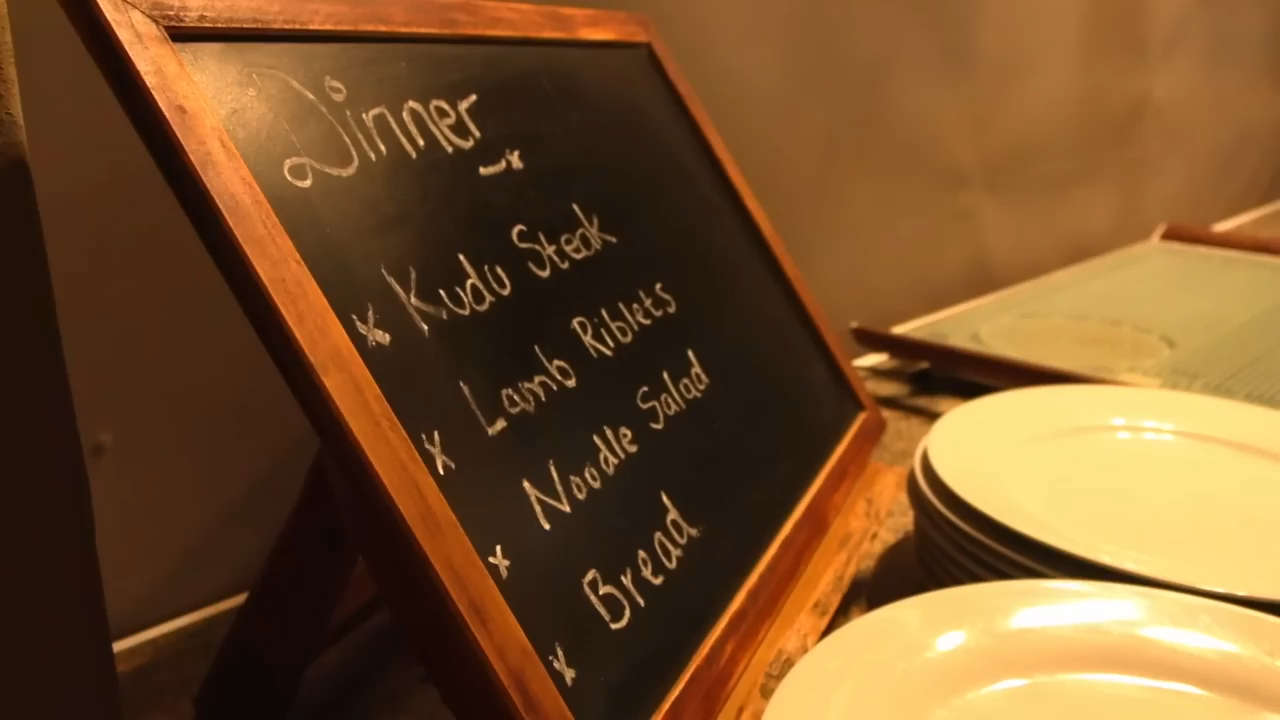 Dinner
x Kudu Steak
x Lamb Riblets
x Noodle Salad
x Bread